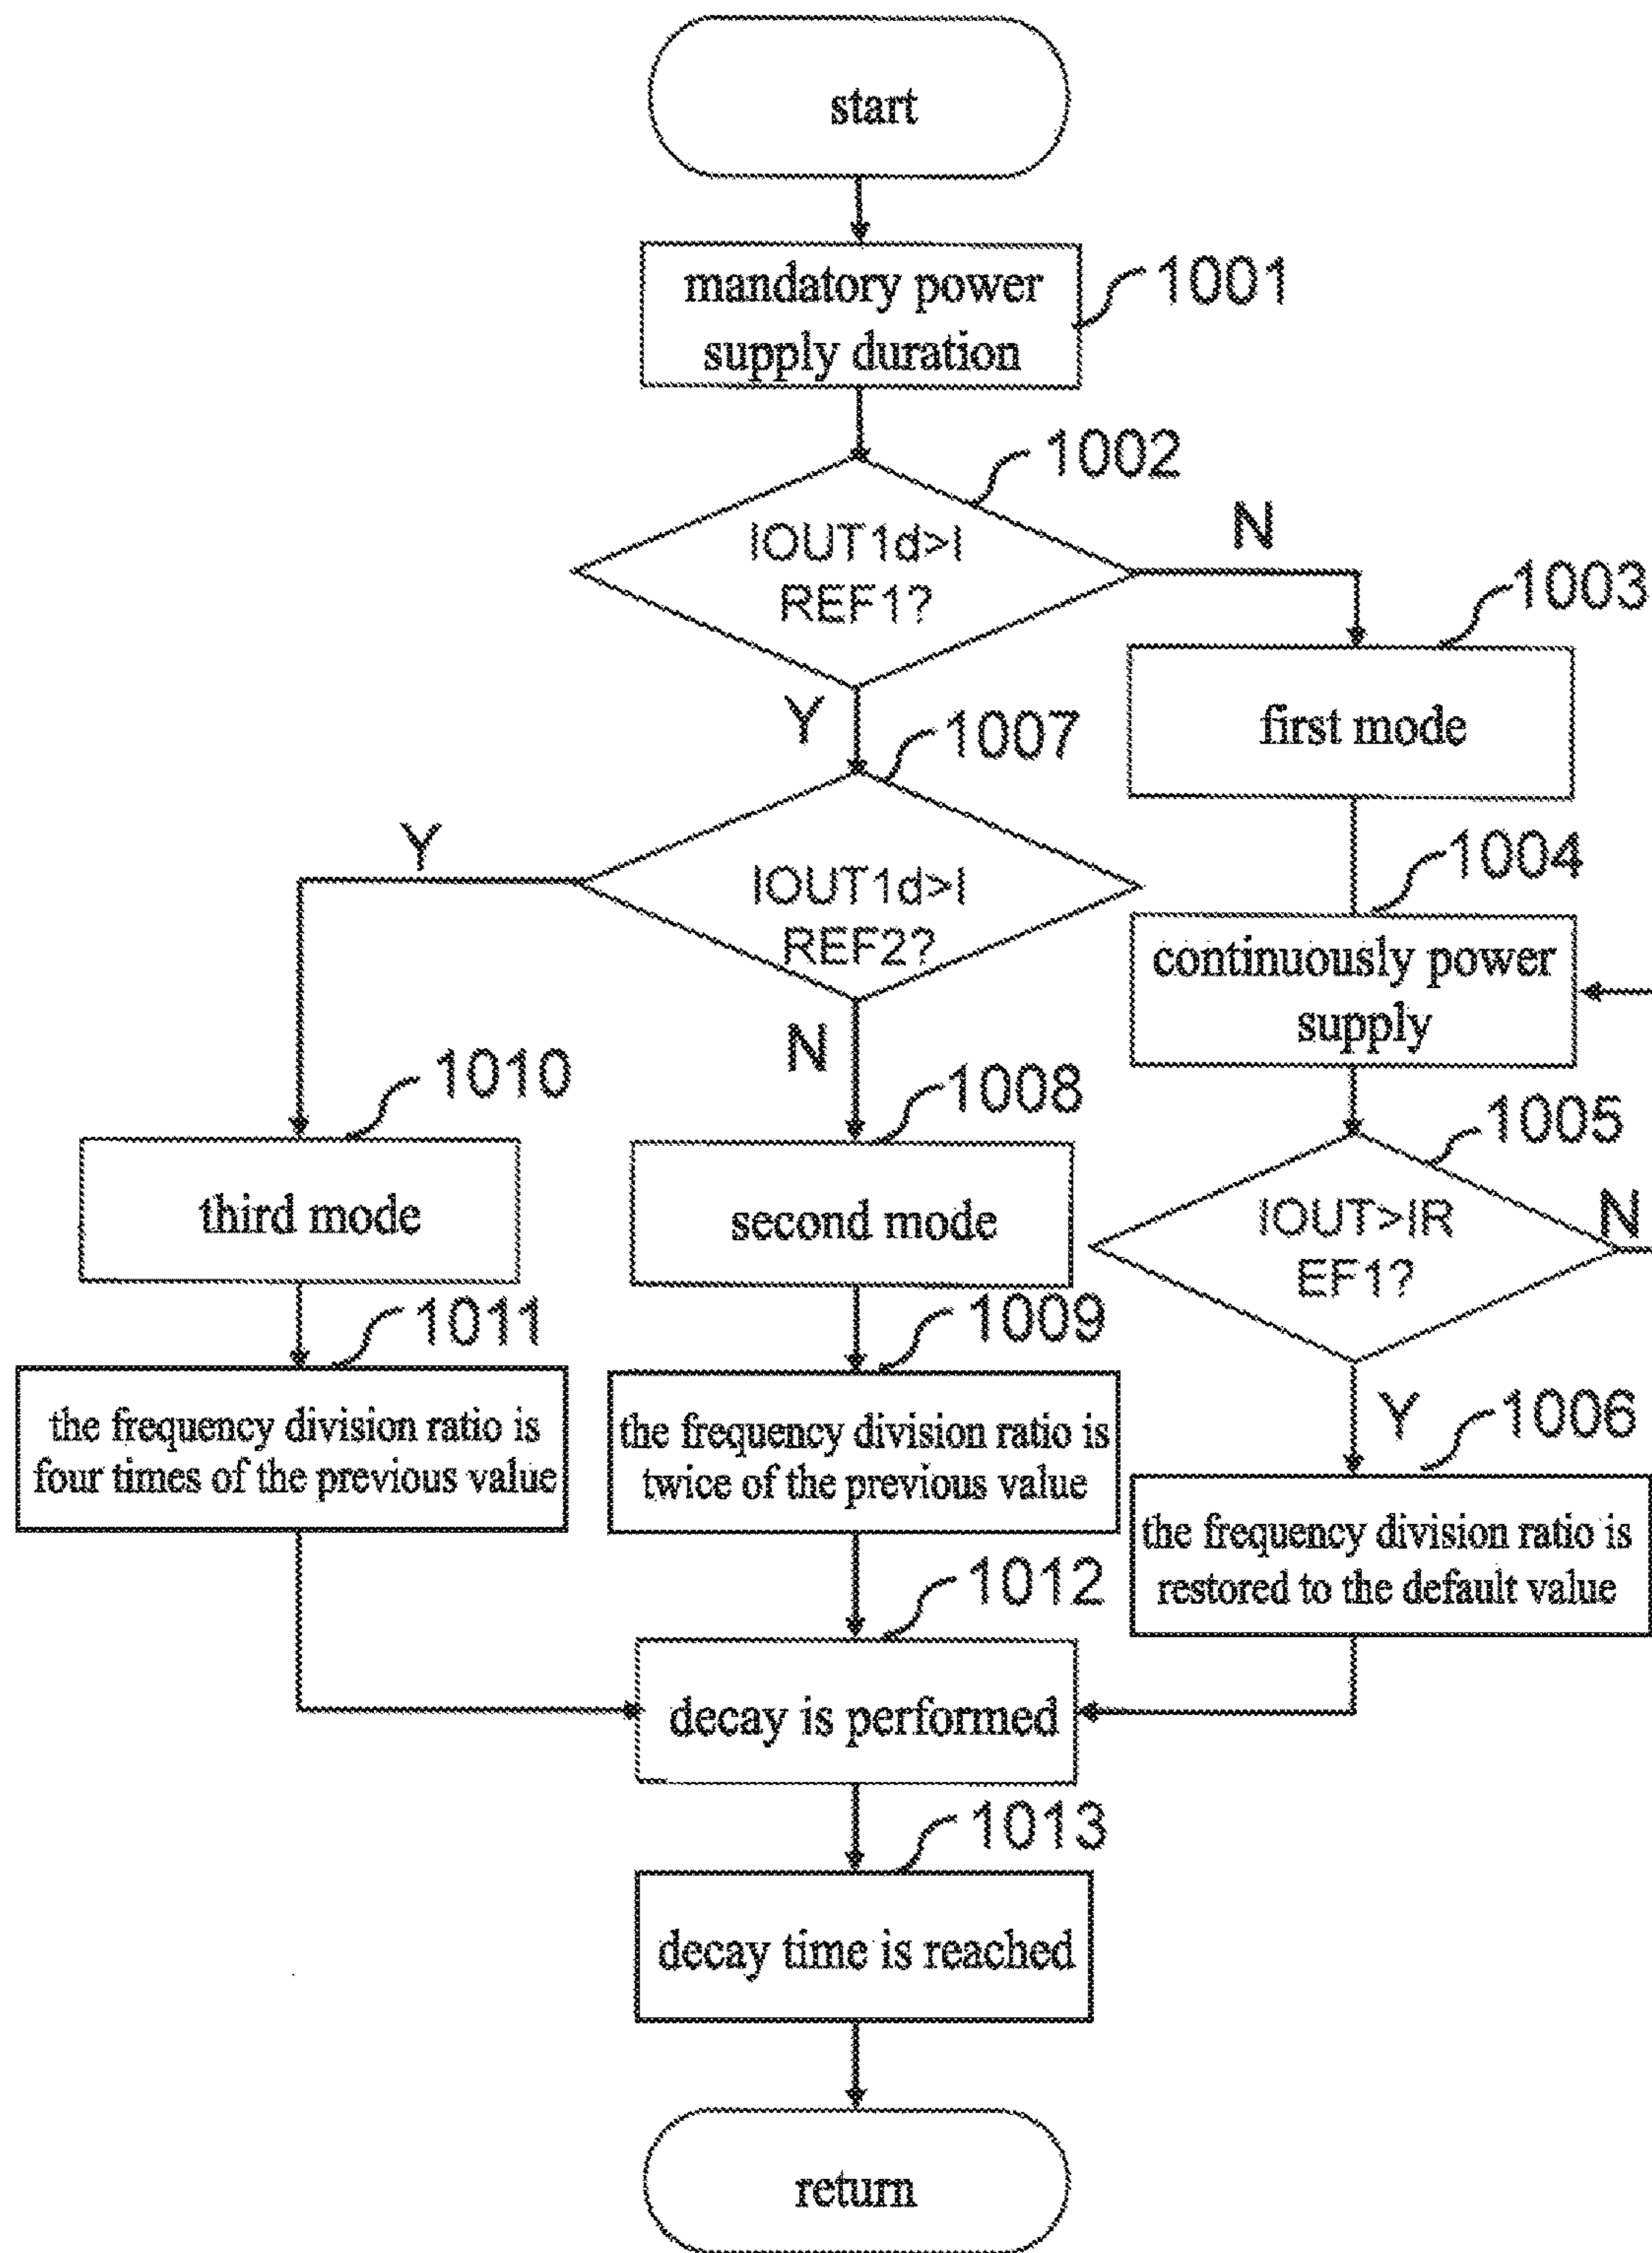 start
mandatory power
supply duration
1001
1002
IOUT1d>I
REF1?
N
1003
first mode
Y
1007
IOUT1d>I
REF2?
Y
N
1004
continuously power
supply
1005
IOUT>IR
EF1?
N
Y
1006
the frequency division ratio is
restored to the default value
1010
third mode
1011
the frequency division ratio is
four times of the previous value
1008
second mode
1009
the frequency division ratio is
twice of the previous value
1012
decay is performed
1013
decay time is reached
return